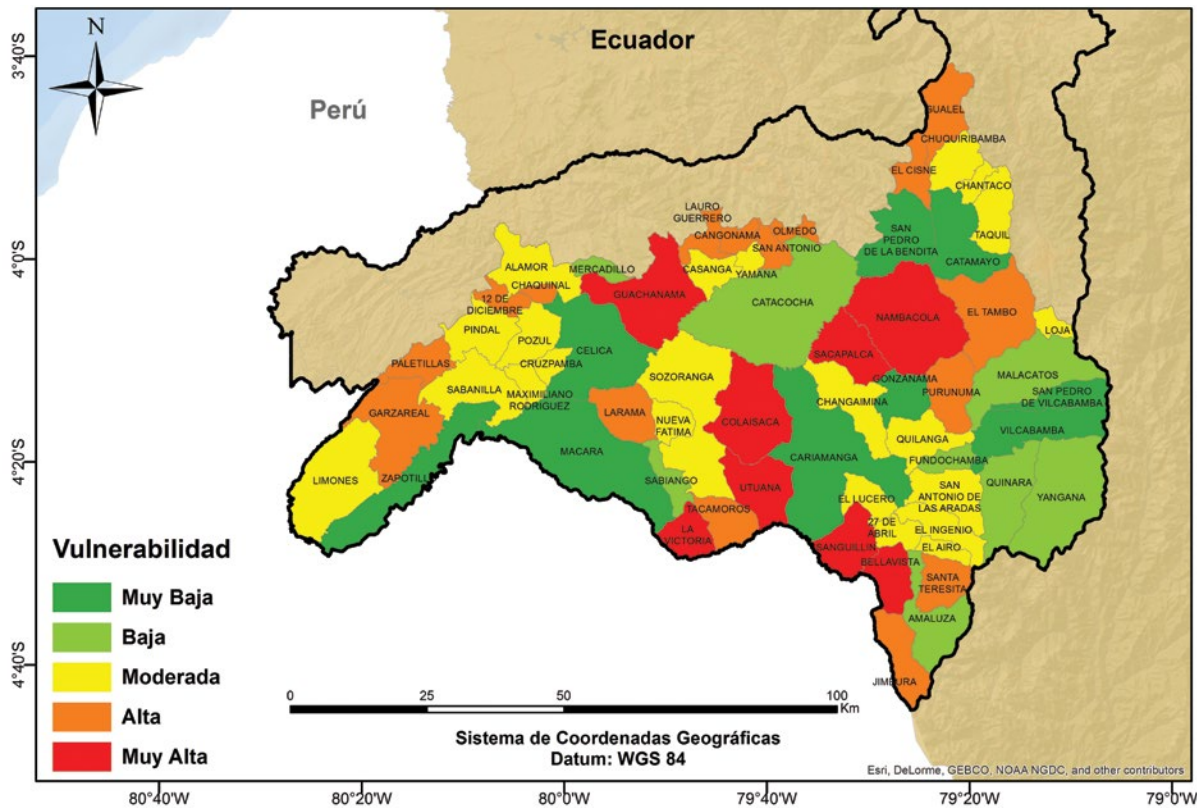 N
Ecuador
Perú
3°40'S
4°0'S
4°20'S
4°40'S
GUALEL
CHUQUIRIBAMBA
EL CISNE
CHANTACO
TAQUIL
SAN
PEDRO
DE LA BENDITA
CATAMAYO
LAURO
GUERRERO
CANGONAMA
OLMEDO
SAN ANTONIO
CASANGA
YAMANA
ALAMOR
MERCADILLO
CHAQUINAL
12 DE
DICIEMBRE
GUACHANAMA
CATACOCHA
NAMBACOLA
EL TAMBO
LOJA
PINDAL
POZUL
CELICA
SACAPALCA
PALETILLAS
CRUZPAMBA
SOZORANGA
GONZANAMA
MALACATOS
SABANILLA
MAXIMILIANO
RODRIGUEZ
CHANGAIMINA
PURUNUMA
SAN PEDRO
DE VILCABAMBA
GARZAREAL
LARAMA
NUEVA
FATIMA
COLAISACA
QUILANGA
VILCABAMBA
MACARA
CARIAMANGA
FUNDOCHAMBA
LIMONES
ZAPOTILLO
SABIANGO
UTUANA
EL LUCERO
SAN
ANTONIO DE
LAS ARADAS
QUINARA
YANGANA
TACAMOROS
LA
VICTORIA
27 DE
ABRIL
EL INGENIO
SANGUILLIN
EL AIRO
BELLAVISTA
SANTA
TERESITA
AMALUZA
JIMBURA
Vulnerabilidad
Muy Baja
Baja
Moderada
Alta
Muy Alta
0 25 50 100
Km
Sistema de Coordenadas Geográficas
Datum: WGS 84
Esri, DeLorme, GEBCO, NOAA NGDC, and other contributors
80°40'W 80°20'W 80°0'W 79°40'W 79°20'W 79°0'W